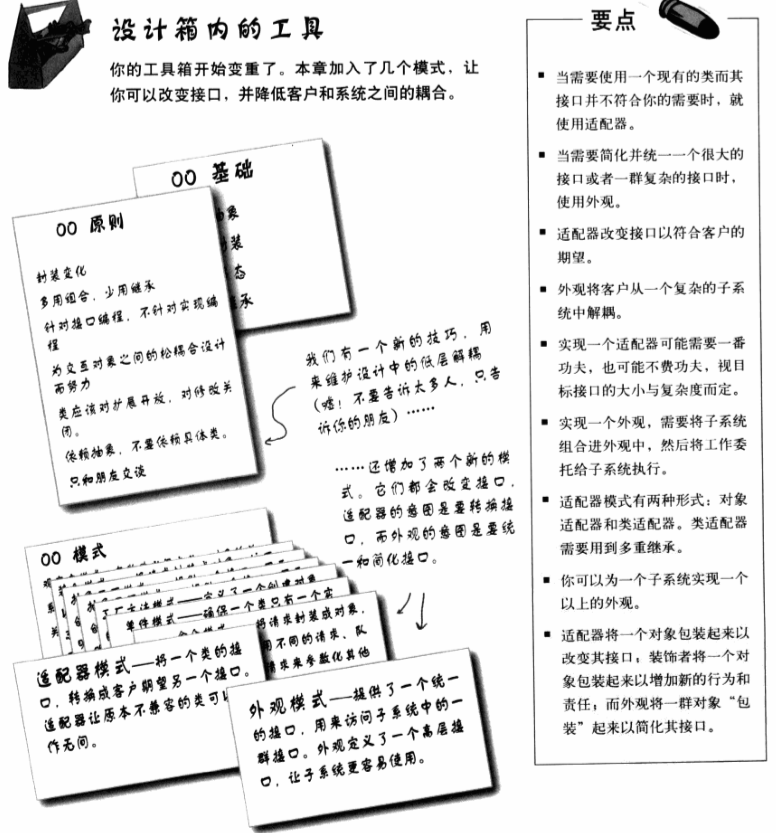 设计箱内的工具
你的工具箱开始变重了。本章加入了几个模式，让
你可以改变接口，并降低客户和系统之间的耦合。
OO 基础
象
装
态
承
OO 原则
封装变化
多用组合，少用继承
针对接口编程，不针对实现编
程
为交互对象之间的松耦合设计
而努力
类应该对扩展开放，对修改关
闭。
依赖抽象，不要依赖具体类。
只和朋友交谈
我们有一个新的技巧，用
来维护设计中的低层解耦
（嘘！不要告诉太多人，只告
诉你的朋友）……
……还增加了两个新的模
式。它们都会改变接口，
适配器的意图是要转换接
口，而外观的意图是要统
一和简化接口。
OO 模式
工厂方法模式——定义了一个创建对象
单件模式——确保一个类只有一个实
将请求封装成对象，
用不同的请求、队
请求来参数化其他
适配器模式——将一个类的接
口，转换成客户期望另一个接口。
适配器让原本不兼容的类可以
作无间。
外观模式——提供了一个统一
的接口，用来访问子系统中的一
群接口。外观定义了一个高层接
口，让子系统更容易使用。
要点
■ 当需要使用一个现有的类而其
接口并不符合你的需要时，就
使用适配器。
■ 当需要简化并统一一个很大的
接口或者一群复杂的接口时，
使用外观。
■ 适配器改变接口以符合客户的
期望。
■ 外观将客户从一个复杂的子系
统中解耦。
■ 实现一个适配器可能需要一番
功夫，也可能不费功夫，视目
标接口的大小与复杂度而定。
■ 实现一个外观，需要将子系统
组合进外观中，然后将工作委
托给子系统执行。
■ 适配器模式有两种形式：对象
适配器和类适配器。类适配器
需要用到多重继承。
■ 你可以为一个子系统实现一个
以上的外观。
■ 适配器将一个对象包装起来以
改变其接口；装饰者将一个对
象包装起来以增加新的行为和
责任；而外观将一群对象“包
装”起来以简化其接口。